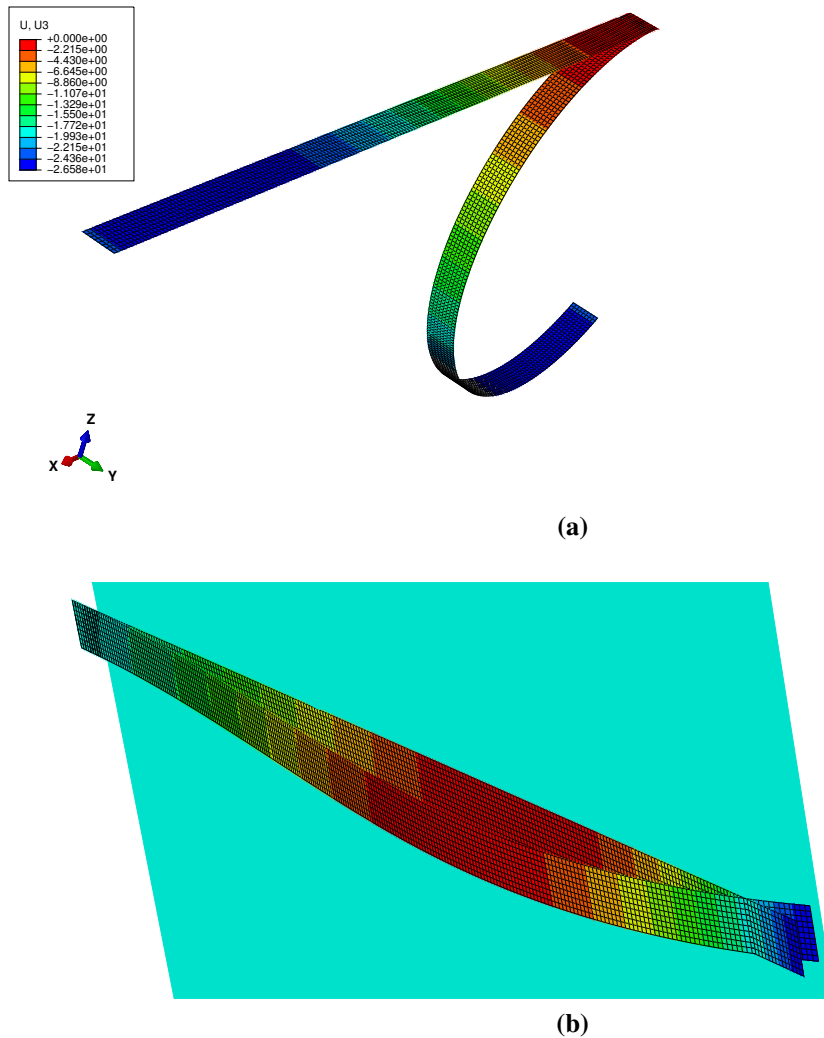 U, U3
+0.000e+00
−2.215e+00
−4.430e+00
−6.645e+00
−8.860e+00
−1.107e+01
−1.329e+01
−1.550e+01
−1.772e+01
−1.993e+01
−2.215e+01
−2.436e+01
−2.658e+01
Z
X
Y
(a)
(b)